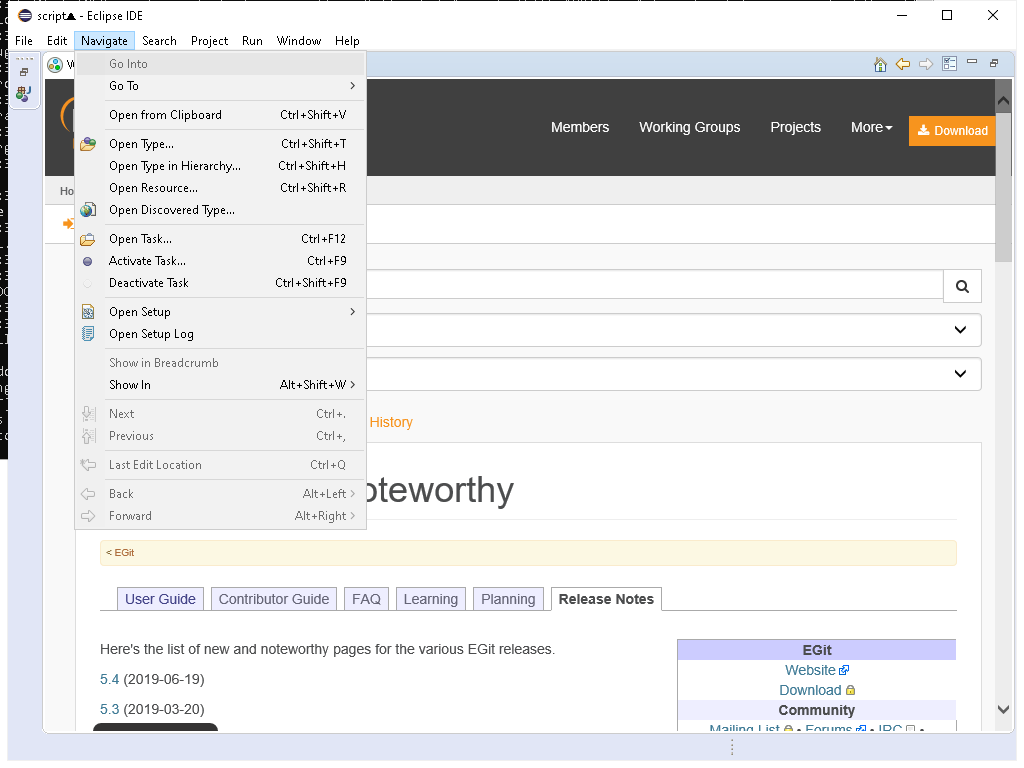 script▲ - Eclipse IDE
File Edit Navigate Search Project Run Window Help
Go Into
Go To
Open from Clipboard Ctrl+Shift+V
Open Type... Ctrl+Shift+T
Open Type in Hierarchy... Ctrl+Shift+H
Open Resource... Ctrl+Shift+R
Open Discovered Type...
Open Task... Ctrl+F12
Activate Task... Ctrl+F9
Deactivate Task Ctrl+Shift+F9
Open Setup
Open Setup Log
Show in Breadcrumb
Show In Alt+Shift+W
Next Ctrl+.
Previous Ctrl+,
Last Edit Location Ctrl+Q
Back Alt+Left
Forward Alt+Right
Members Working Groups Projects More Download
Ho
History
oteworthy
< EGit
User Guide Contributor Guide FAQ Learning Planning Release Notes
Here's the list of new and noteworthy pages for the various EGit releases.
5.4 (2019-06-19)
5.3 (2019-03-20)
EGit
Website
Download
Community
Mailing List • Forums • IRC •